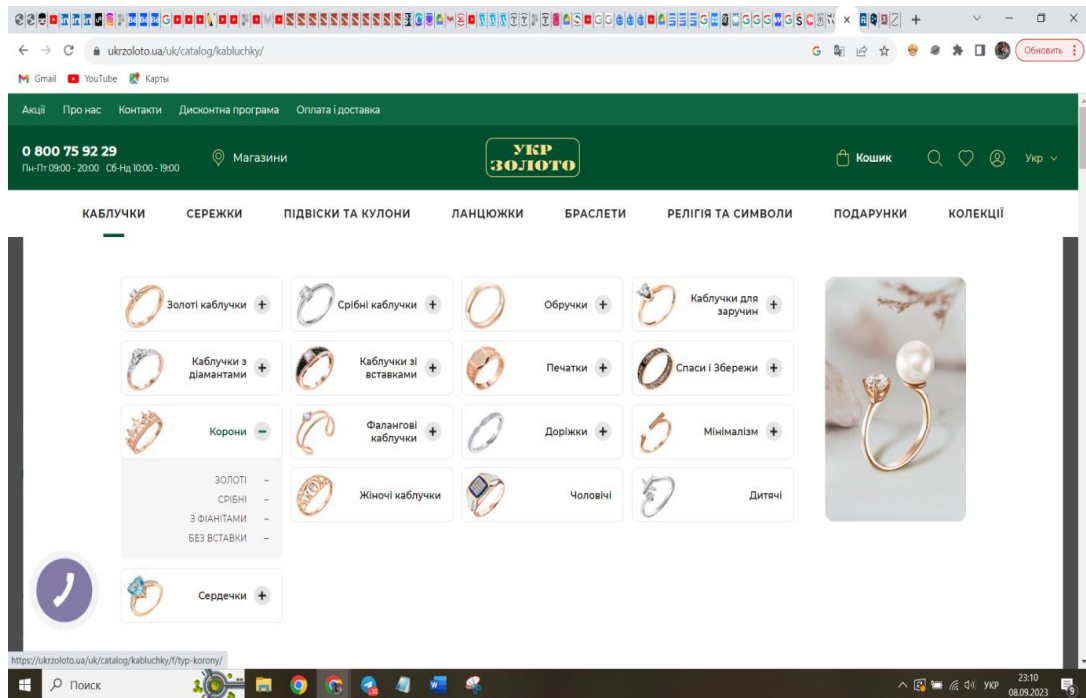 ukrzoloto.ua/uk/catalog/kabluchky/
Обновить
Gmail YouTube Карты
Акції Про нас Контакти Дисконтна програма Оплата і доставка
0 800 75 92 29
Пн-Пт 09:00 - 20:00 Сб-Нд 10:00 - 19:00
Магазини
УКР
ЗОЛОТО
Кошик
Укр
КАБЛУЧКИ СЕРЕЖКИ ПІДВІСКИ ТА КУЛОНИ ЛАНЦЮЖКИ БРАСЛЕТИ РЕЛІГІЯ ТА СИМВОЛИ ПОДАРУНКИ КОЛЕКЦІЇ
Золоті каблучки +
Срібні каблучки +
Обручки +
Каблучки для
заручин +
Каблучки з
діамантами +
Каблучки зі
вставками +
Печатки +
Спаси і Збережи +
Корони –
Фалангові
каблучки +
Доріжки +
Мінімалізм +
ЗОЛОТІ –
СРІБНІ –
З ФІАНІТАМИ –
БЕЗ ВСТАВКИ –
Жіночі каблучки
Чоловічі
Дитячі
Сердечки +
https://ukrzoloto.ua/uk/catalog/kabluchky/f/typ-korony/
Поиск
УКР
23:10
08.09.2023